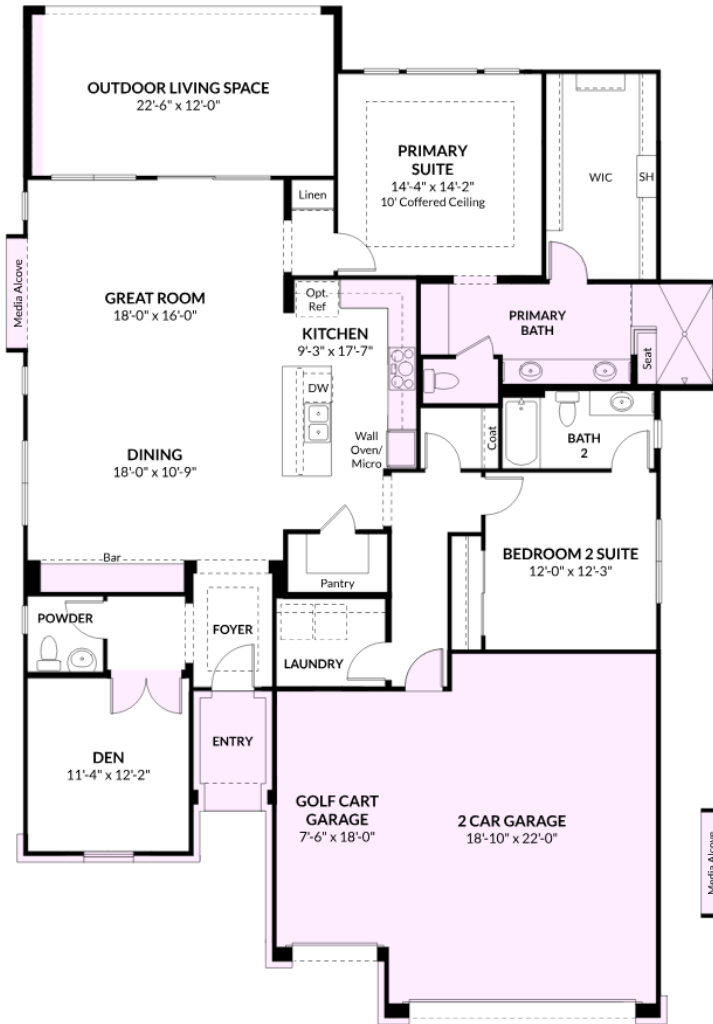 OUTDOOR LIVING SPACE
22'-6" x 12'-0"
PRIMARY
SUITE
14'-4" x 14'-2"
10' Coffered Ceiling
WIC
SH
Linen
Media Alcove
GREAT ROOM
18'-0" x 16'-0"
Opt.
Ref
KITCHEN
9'-3" x 17'-7"
PRIMARY
BATH
Seat
DW
DINING
18'-0" x 10'-9"
Wall
Oven/
Micro
Coat
BATH
2
Bar
Pantry
BEDROOM 2 SUITE
12'-0" x 12'-3"
POWDER
FOYER
LAUNDRY
ENTRY
DEN
11'-4" x 12'-2"
GOLF CART
GARAGE
7'-6" x 18'-0"
2 CAR GARAGE
18'-10" x 22'-0"
Media Alcove